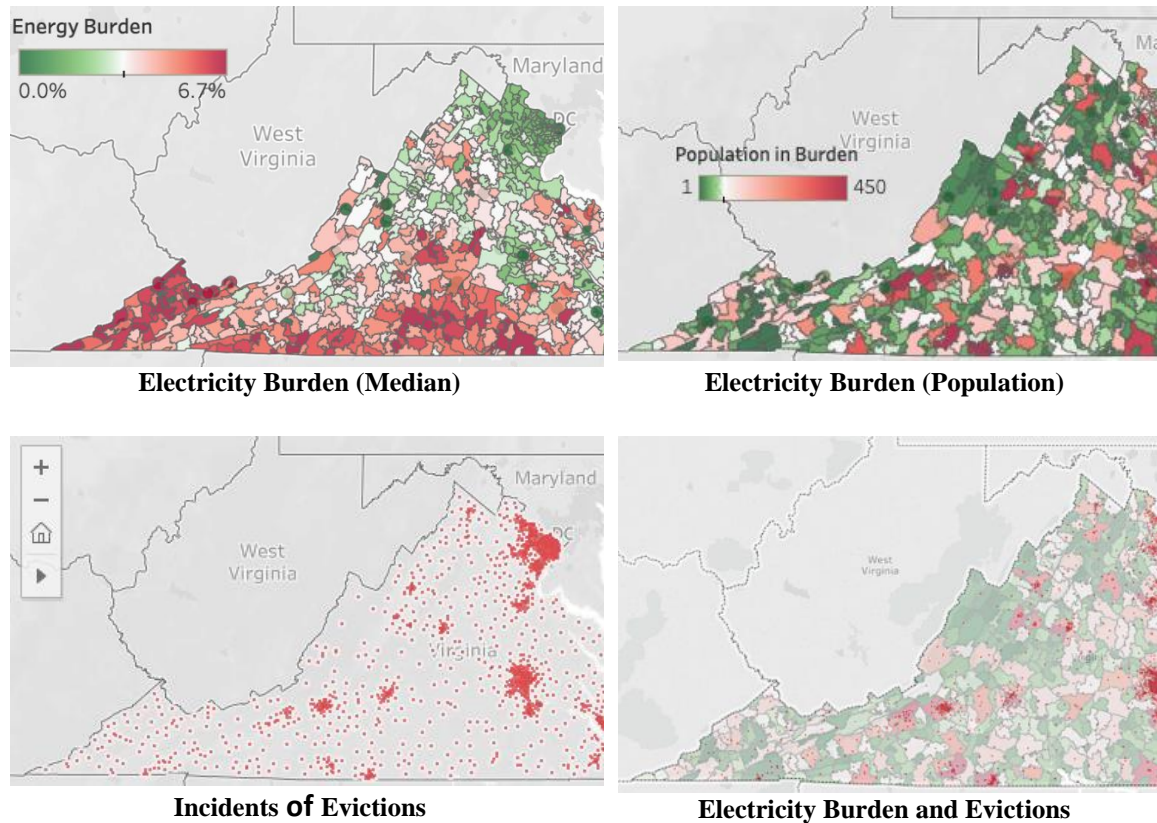 Energy Burden
0.0% 6.7%
Maryland
DC
West
Virginia
Electricity Burden (Median)
Ma
West
Virginia
Population in Burden
1 450
Electricity Burden (Population)
+
−
Maryland
DC
West
Virginia
Virginia
Incidents of Evictions
West
Virginia
Electricity Burden and Evictions